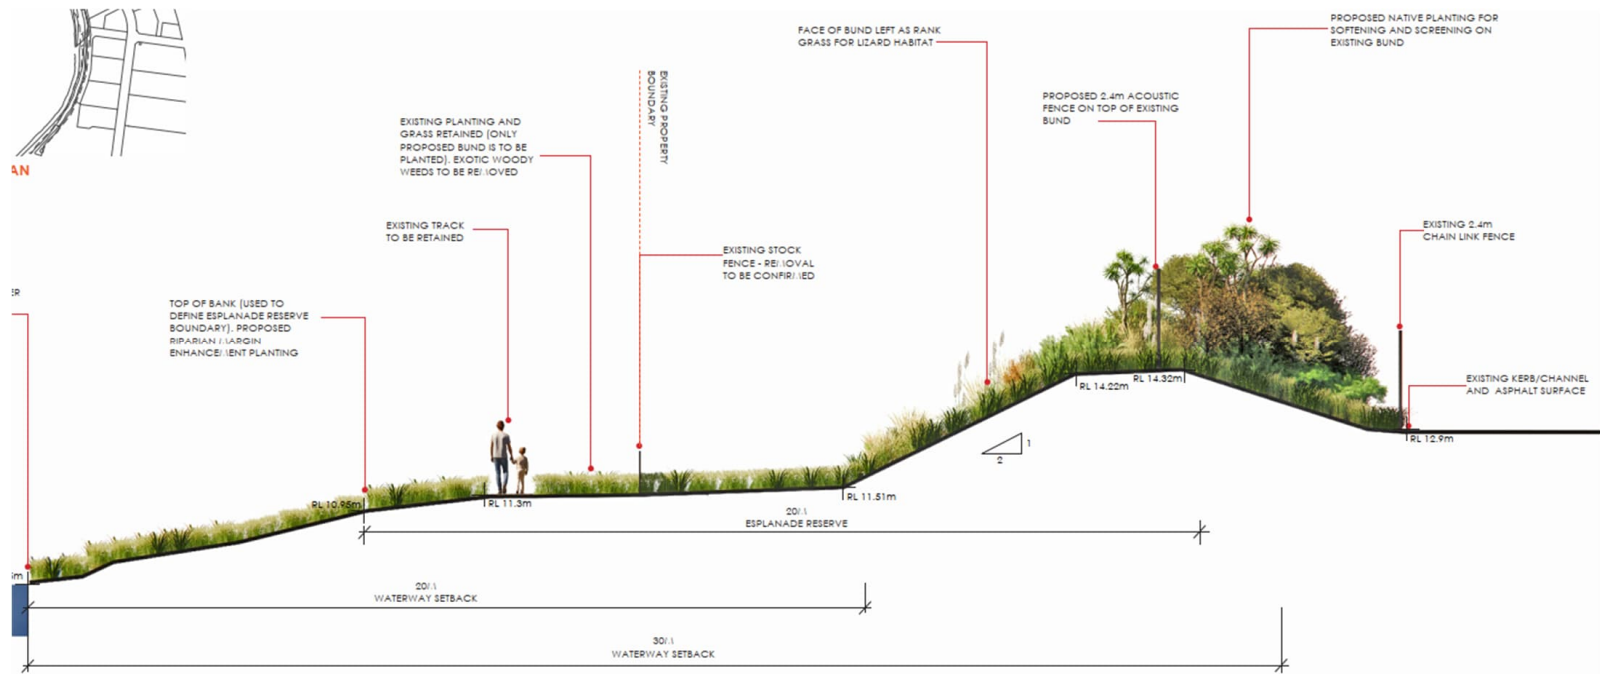 AN
ER
TOP OF BANK (USED TO
DEFINE ESPLANADE RESERVE
BOUNDARY). PROPOSED
RIPARIAN MARGIN
ENHANCEMENT PLANTING
EXISTING TRACK
TO BE RETAINED
EXISTING PLANTING AND
GRASS RETAINED (ONLY
PROPOSED BUND IS TO BE
PLANTED). EXOTIC WOODY
WEEDS TO BE REMOVED
EXISTING PROPERTY
BOUNDARY
EXISTING STOCK
FENCE - REMOVAL
TO BE CONFIRMED
FACE OF BUND LEFT AS RANK
GRASS FOR LIZARD HABITAT
PROPOSED 2.4m ACOUSTIC
FENCE ON TOP OF EXISTING
BUND
PROPOSED NATIVE PLANTING FOR
SOFTENING AND SCREENING ON
EXISTING BUND
EXISTING 2.4m
CHAIN LINK FENCE
EXISTING KERB/CHANNEL
AND ASPHALT SURFACE
RL 10.95m
RL 11.3m
RL 11.51m
RL 14.22m
RL 14.32m
RL 12.9m
1
2
20M
ESPLANADE RESERVE
20M
WATERWAY SETBACK
30M
WATERWAY SETBACK